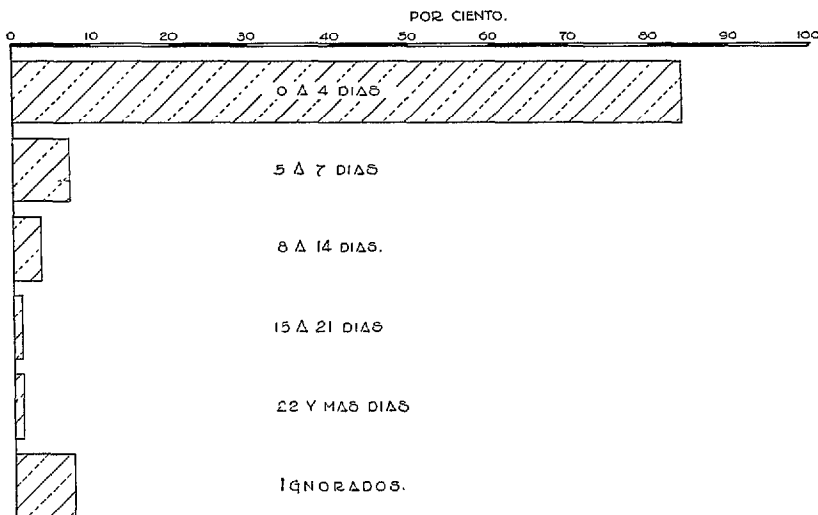 POR CIENTO.
0 10 20 30 40 50 60 70 80 90 100
0 A 4 DIAS
5 A 7 DIAS
8 A 14 DIAS.
15 A 21 DIAS
22 Y MAS DIAS
IGNORADOS.